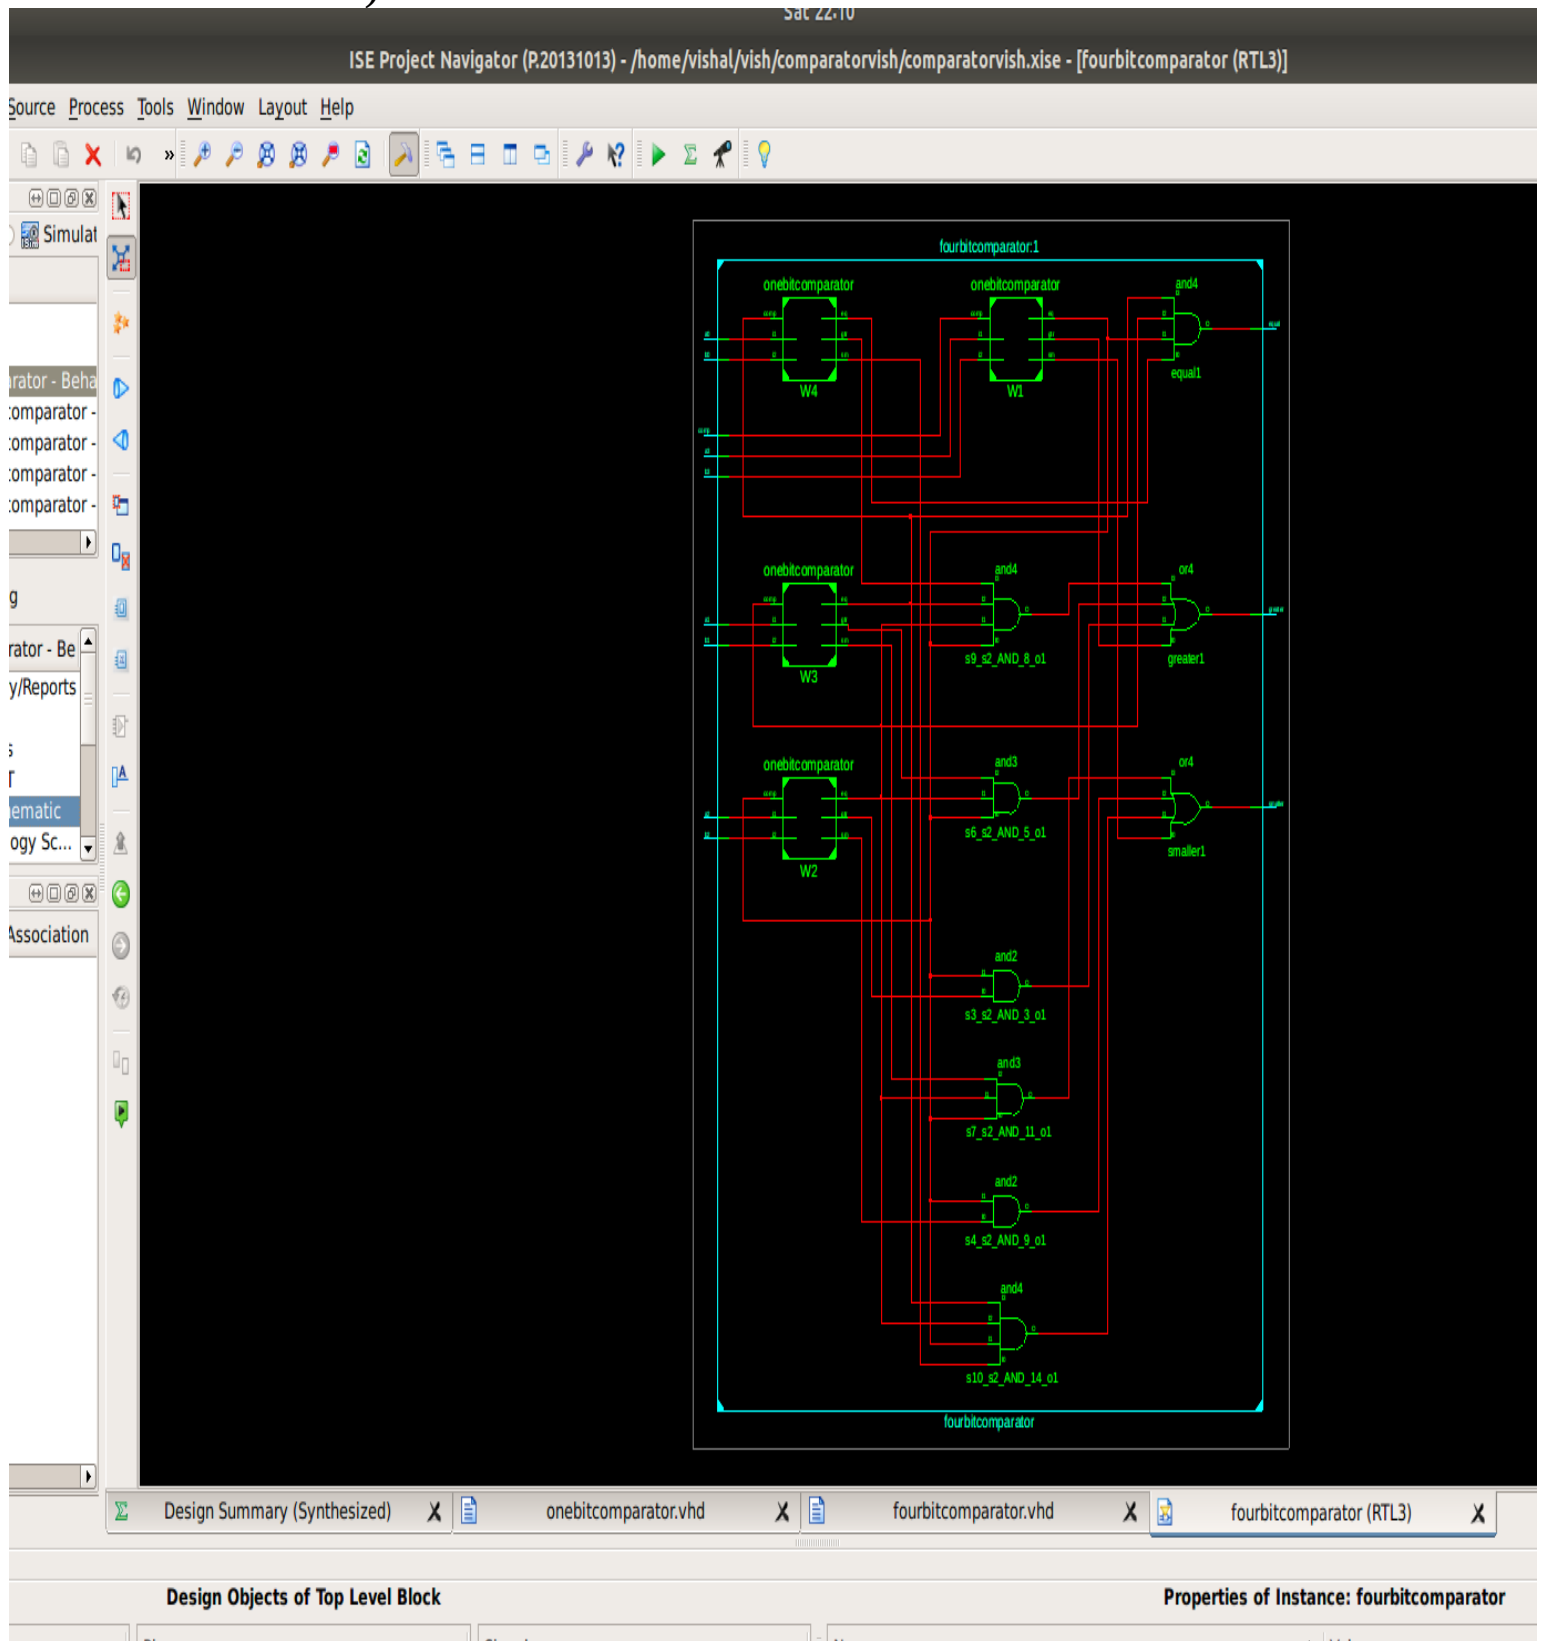 Sat 22:10
ISE Project Navigator (P.20131013) - /home/vishal/vish/comparatorvish/comparatorvish.xise - [fourbitcomparator (RTL3)]
Source Process Tools Window Layout Help
»
Simulat
arator - Beha
comparator -
comparator -
comparator -
comparator -
g
rator - Be
y/Reports
s
T
ematic
ogy Sc...
Association
fourbitcomparator:1
onebitcomparator
onebitcomparator
and4
W4
W1
equal1
onebitcomparator
and4
or4
W3
s9_s2_AND_8_o1
greater1
onebitcomparator
and3
or4
W2
s6_s2_AND_5_o1
smaller1
and2
s3_s2_AND_3_o1
and3
s7_s2_AND_11_o1
and2
s4_s2_AND_9_o1
and4
s10_s2_AND_14_o1
fourbitcomparator
Design Summary (Synthesized)
onebitcomparator.vhd
fourbitcomparator.vhd
fourbitcomparator (RTL3)
Design Objects of Top Level Block
Properties of Instance: fourbitcomparator